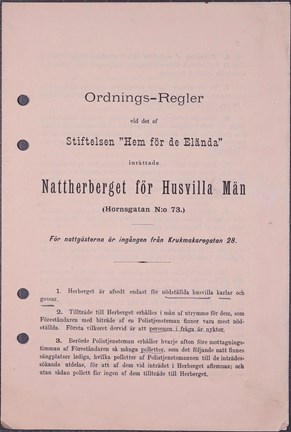 Ordnings-Regler
vid det af
Stiftelsen "Hem för de Elända"
inrättade
Nattherberget för Husvilla Män
(Hornsgatan N:o 73.)
För nattgästerna är ingången från Krukmakaregatan 28.
1. Herberget är afsedt endast för nödställda husvilla karlar och
gossar.
2. Tillträde till Herberget erhålles i mån af utrymme för dem, som
Föreståndaren med biträde af en Polistjensteman finner vara mest nöd-
ställda. Första vilkoret dervid är att personen i fråga är nykter.
3. Berörde Polistjensteman erhåller hvarje afton före mottagnings-
timman af Föreståndaren så många polletter, som det följande natt finnes
sängplatser lediga, hvilka polletter af Polistjenstemannen till de inträdes-
sökande utdelas, för att af dem vid inträdet i Herberget aflemnas; och
utan sådan pollett får ingen af dem tillträde till Herberget.